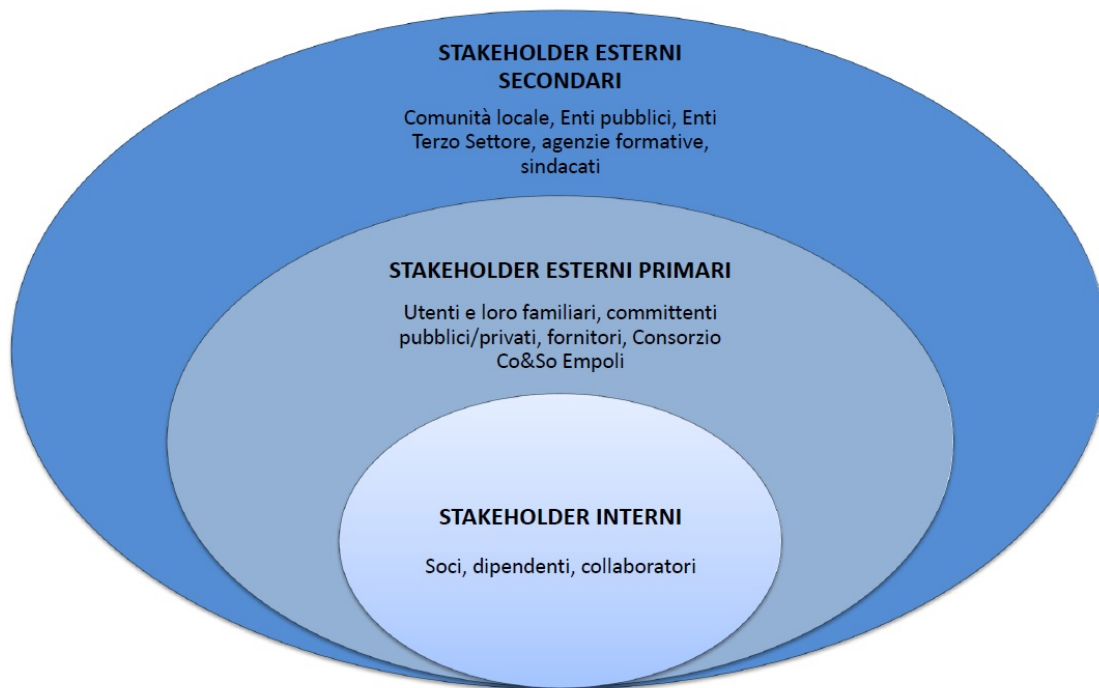 STAKEHOLDER ESTERNI
SECONDARI
Comunità locale, Enti pubblici, Enti
Terzo Settore, agenzie formative,
sindacati
STAKEHOLDER ESTERNI PRIMARI
Utenti e loro familiari, committenti
pubblici/privati, fornitori, Consorzio
Co&So Empoli
STAKEHOLDER INTERNI
Soci, dipendenti, collaboratori